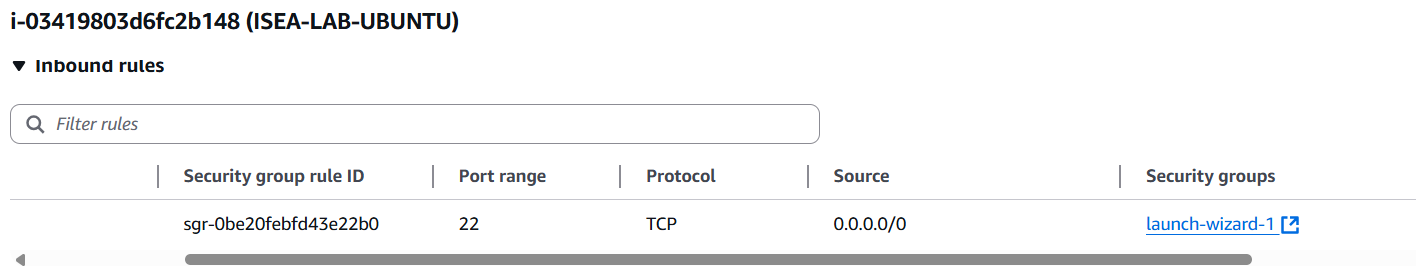 i-03419803d6fc2b148 (ISEA-LAB-UBUNTU)
Inbound rules
Filter rules
Security group rule ID Port range Protocol Source Security groups
sgr-0be20febfd43e22b0 22 TCP 0.0.0.0/0 launch-wizard-1